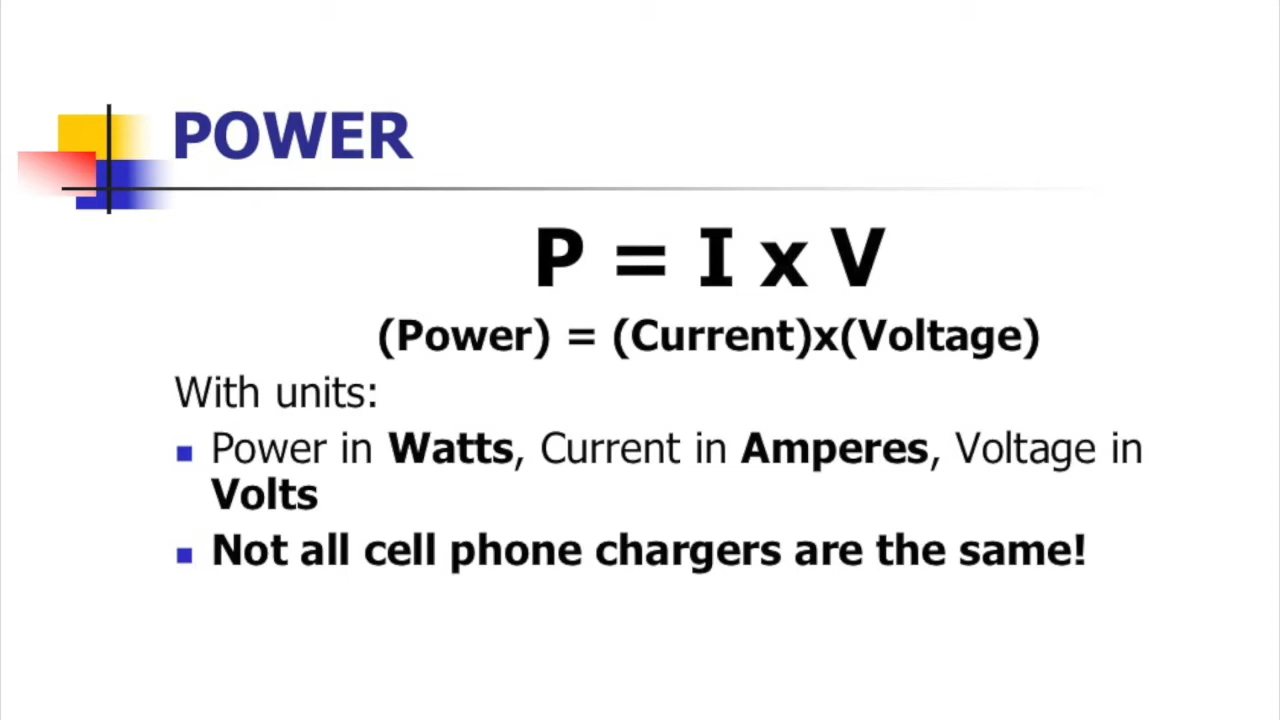 POWER
P = I x V
(Power) = (Current)x(Voltage)
With units:
Power in Watts, Current in Amperes, Voltage in
Volts
Not all cell phone chargers are the same!